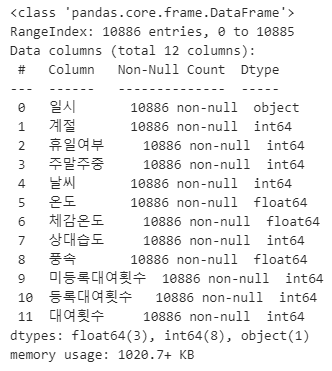 <class 'pandas.core.frame.DataFrame'>
RangeIndex: 10886 entries, 0 to 10885
Data columns (total 12 columns):
 #   Column   Non-Null Count   Dtype
---  ------   --------------   -----
 0   일시   10886 non-null   object
 1   계절   10886 non-null   int64
 2   휴일여부   10886 non-null   int64
 3   주말주중   10886 non-null   int64
 4   날씨   10886 non-null   int64
 5   온도   10886 non-null   float64
 6   체감온도   10886 non-null   float64
 7   상대습도   10886 non-null   int64
 8   풍속   10886 non-null   float64
 9   미등록대여횟수   10886 non-null   int64
 10  등록대여횟수   10886 non-null   int64
 11  대여횟수   10886 non-null   int64
dtypes: float64(3), int64(8), object(1)
memory usage: 1020.7+ KB